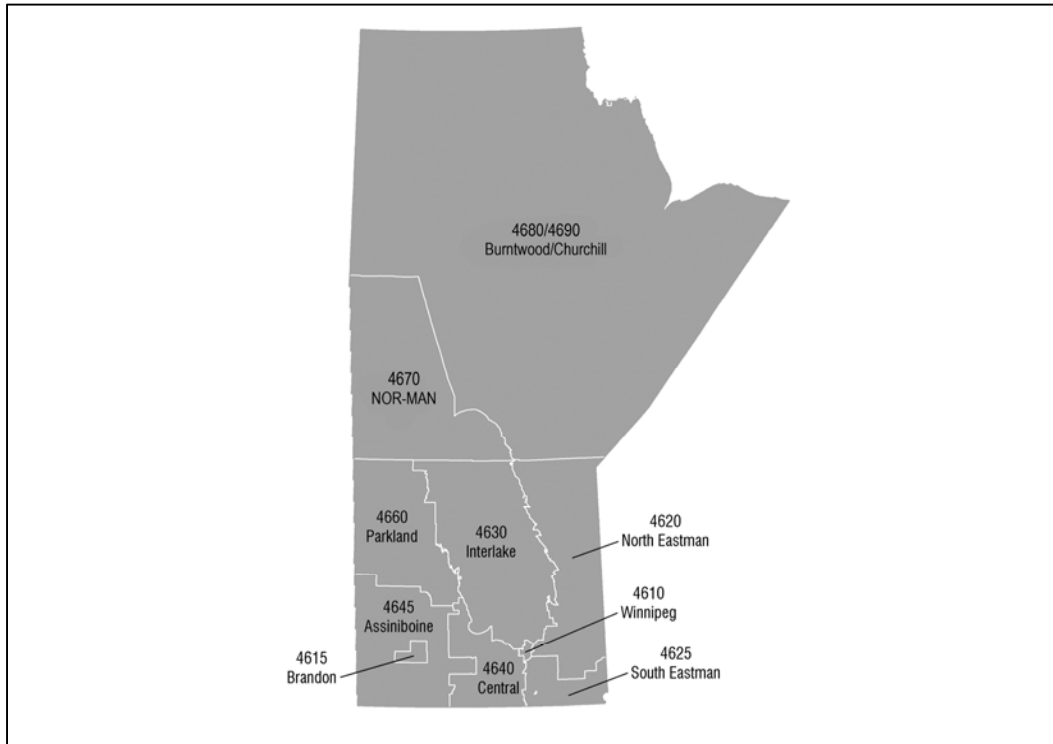 4680/4690
Burntwood/Churchill
4670
NOR-MAN
4660
Parkland
4630
Interlake
4620
North Eastman
4610
Winnipeg
4645
Assiniboine
4615
Brandon
4640
Central
4625
South Eastman